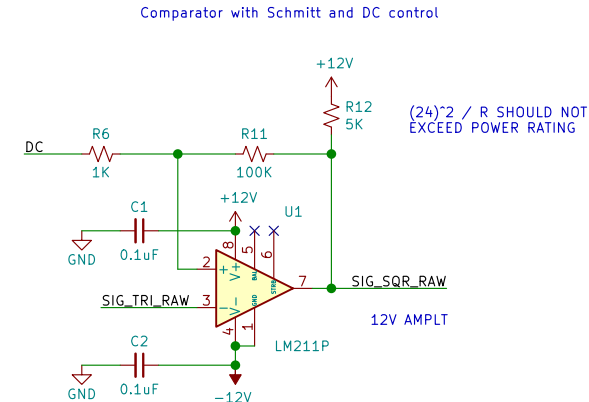 Comparator with Schmitt and DC control
+12V
R12
5K
(24)^2 / R SHOULD NOT
EXCEED POWER RATING
DC
R6
1K
R11
100K
+12V
C1
0.1uF
GND
U1
8
5
6
2
3
7
4
1
+
V+
BAL
STRB
-
V-
GND
SIG_TRI_RAW
SIG_SQR_RAW
12V AMPLT
LM211P
C2
0.1uF
GND
-12V